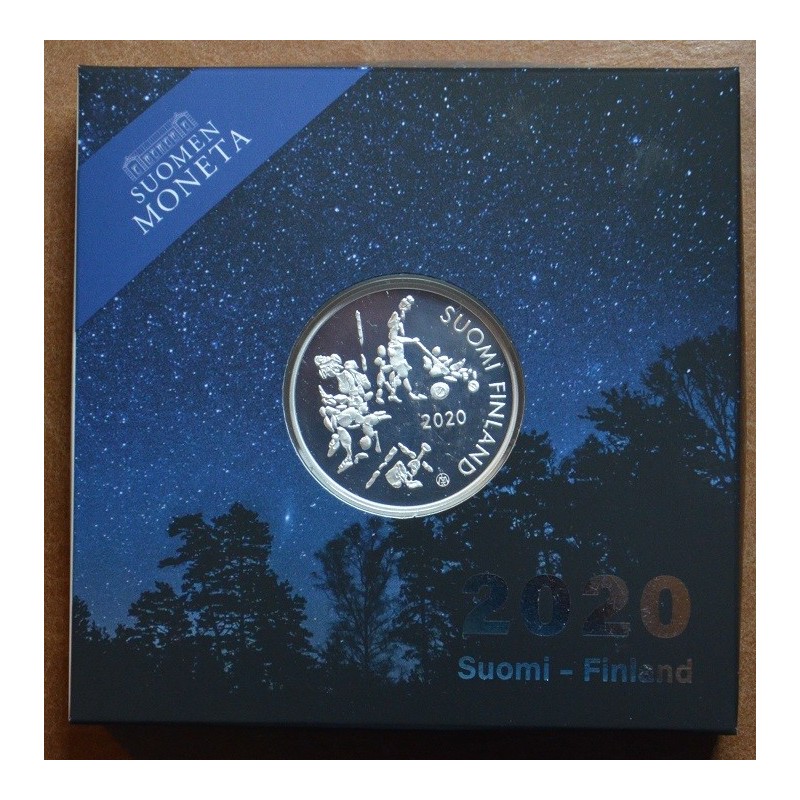 SUOMEN
MONETA
SUOMI FINLAND
2020
2020
Suomi – Finland